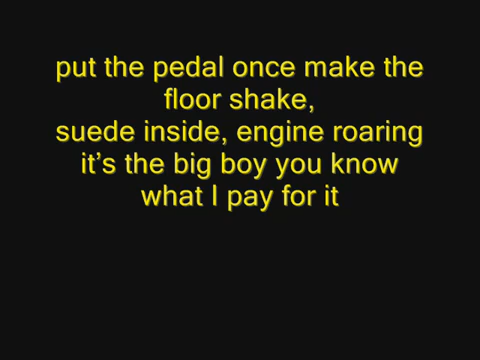 put the pedal once make the
floor shake,
suede inside, engine roaring
it’s the big boy you know
what I pay for it